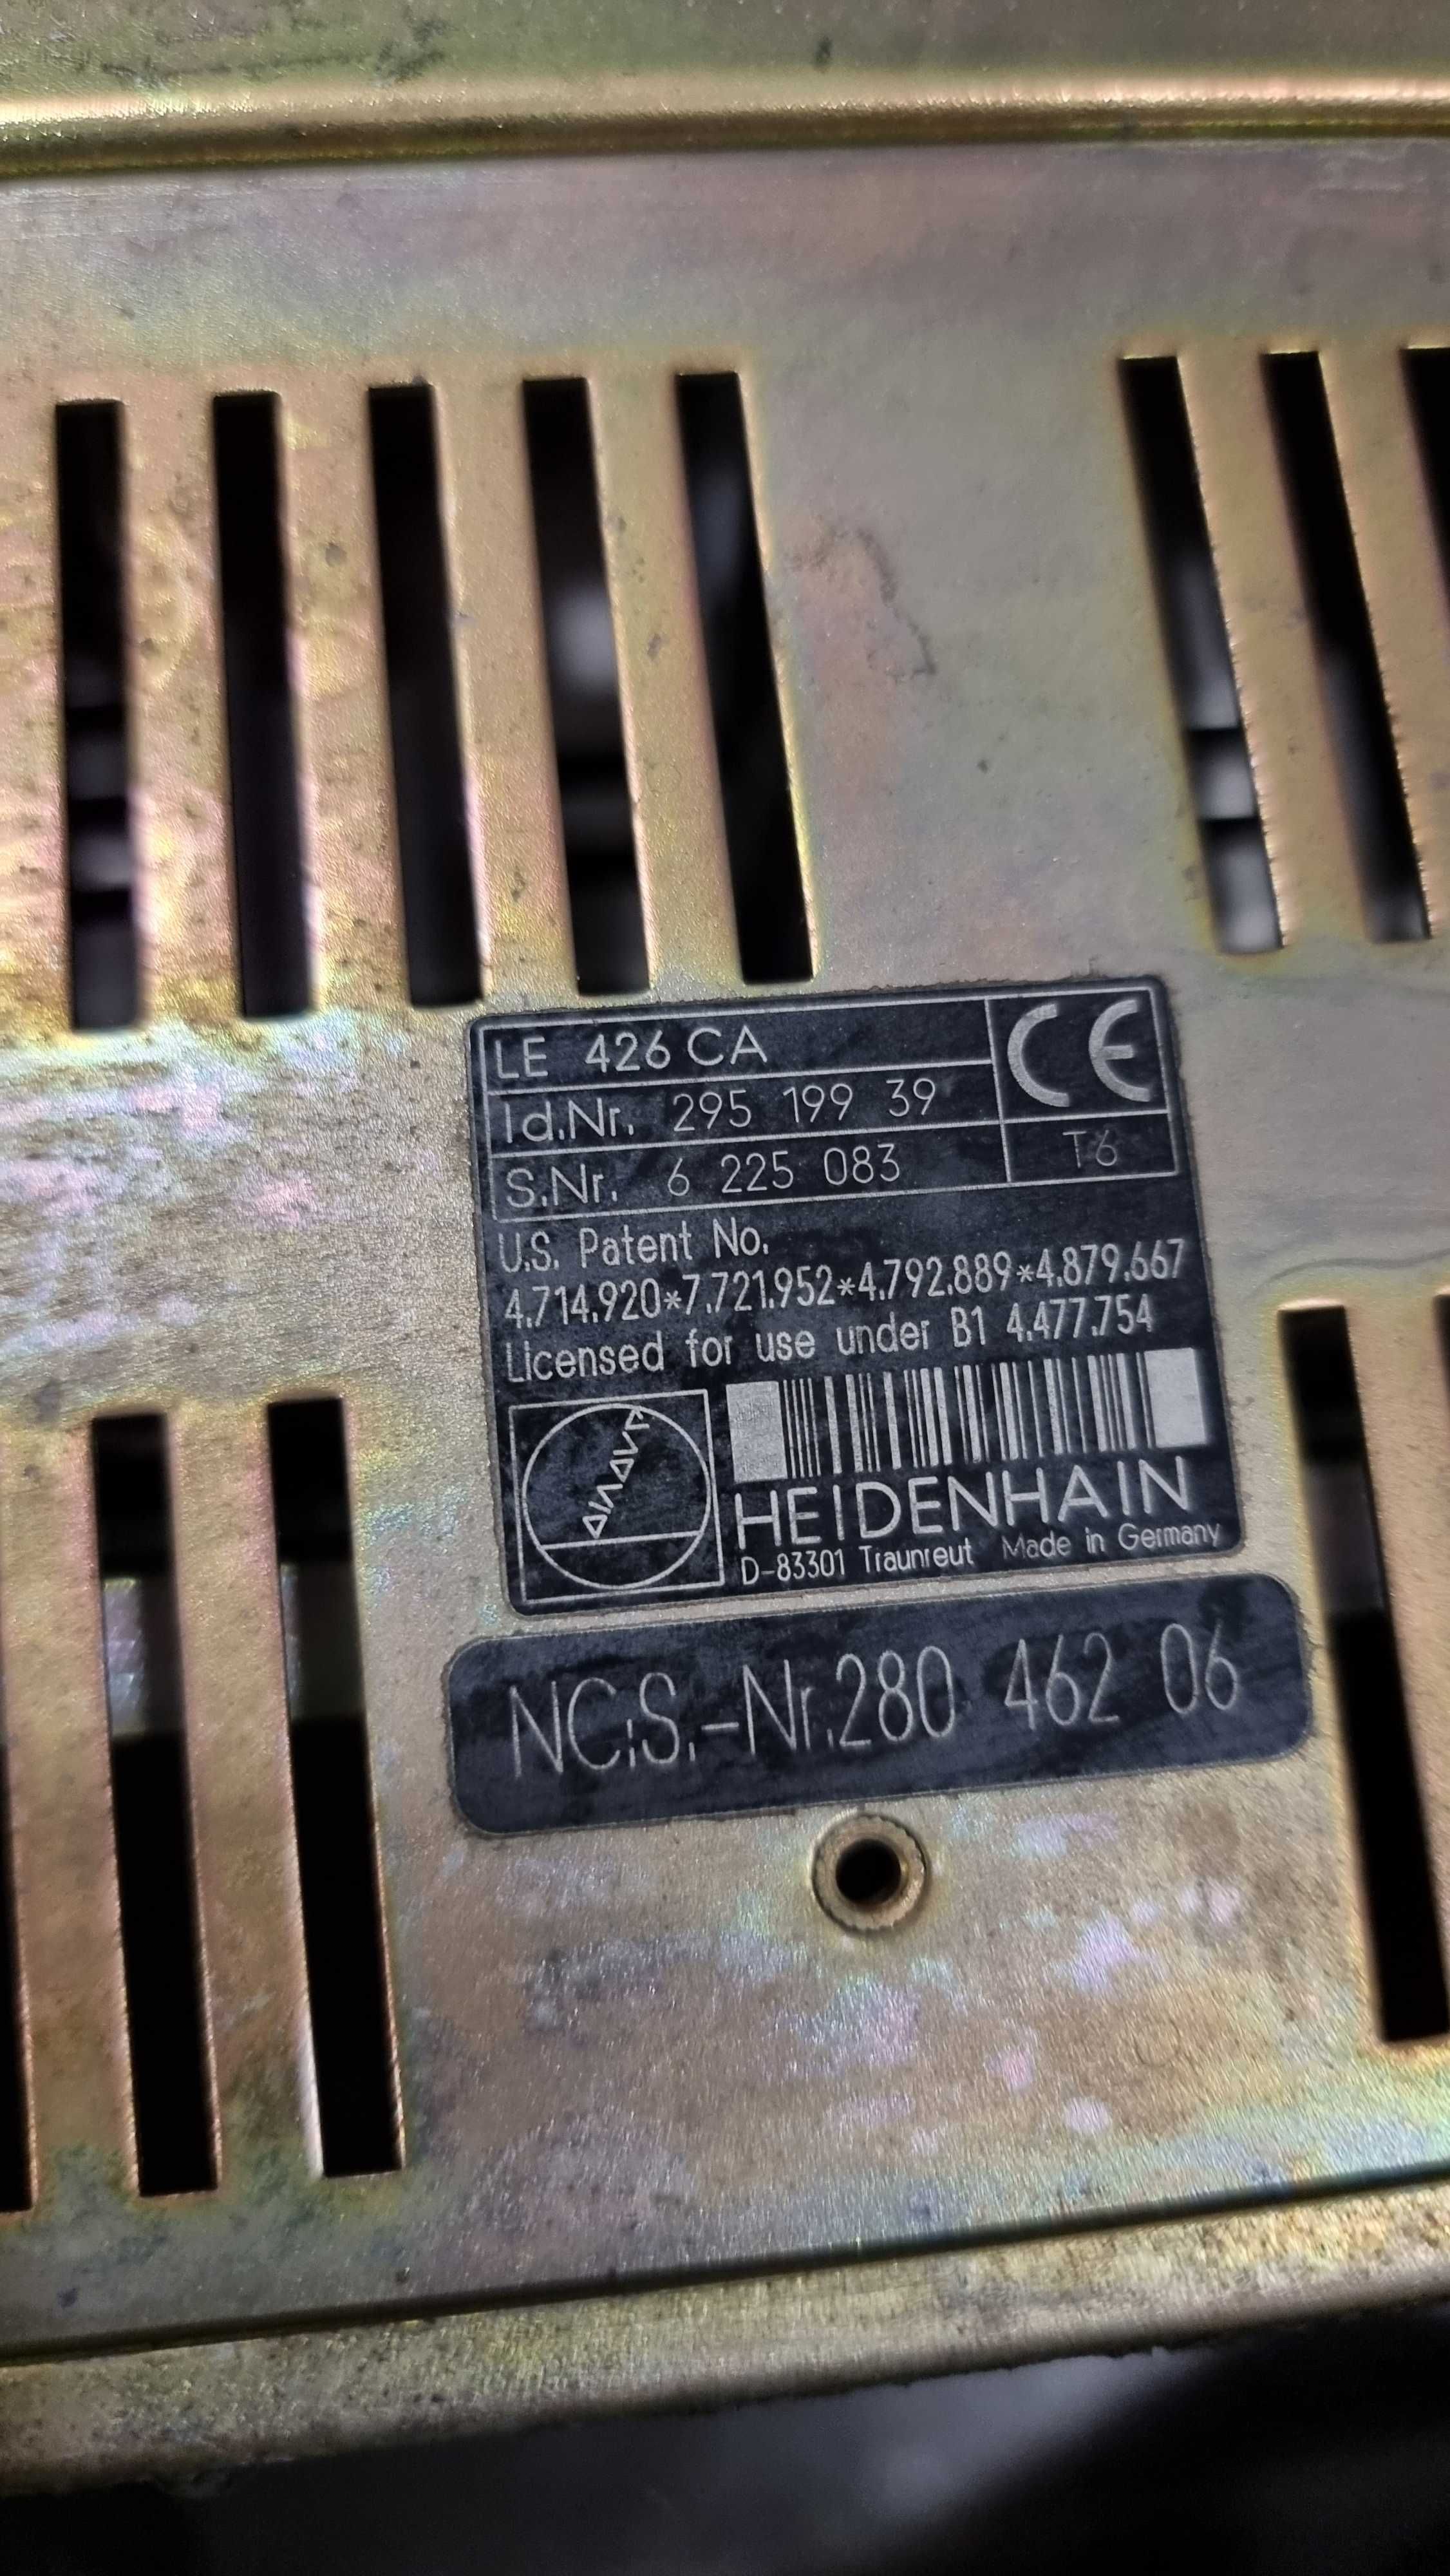 LE 426 CA
CE
Id.Nr. 295 199 39
S.Nr. 6 225 083
T6
U.S. Patent No.
4.714.920*7.721.952*4.792.889*4.879.667
Licensed for use under B1 4.477.754
HEIDENHAIN
D-83301 Traunreut Made in Germany
NC.S.-Nr.280 462 06